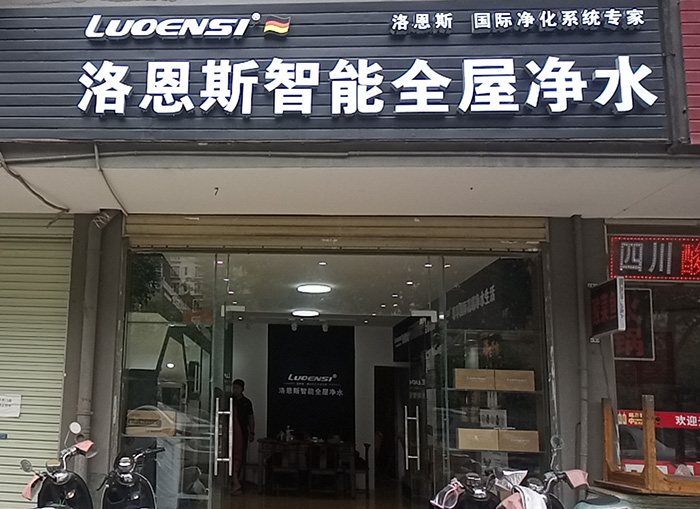 LUOENSI®
洛恩斯 国际净化系统专家
洛恩斯智能全屋净水
四川
LUOENSI®
洛恩斯智能全屋净水
欢迎